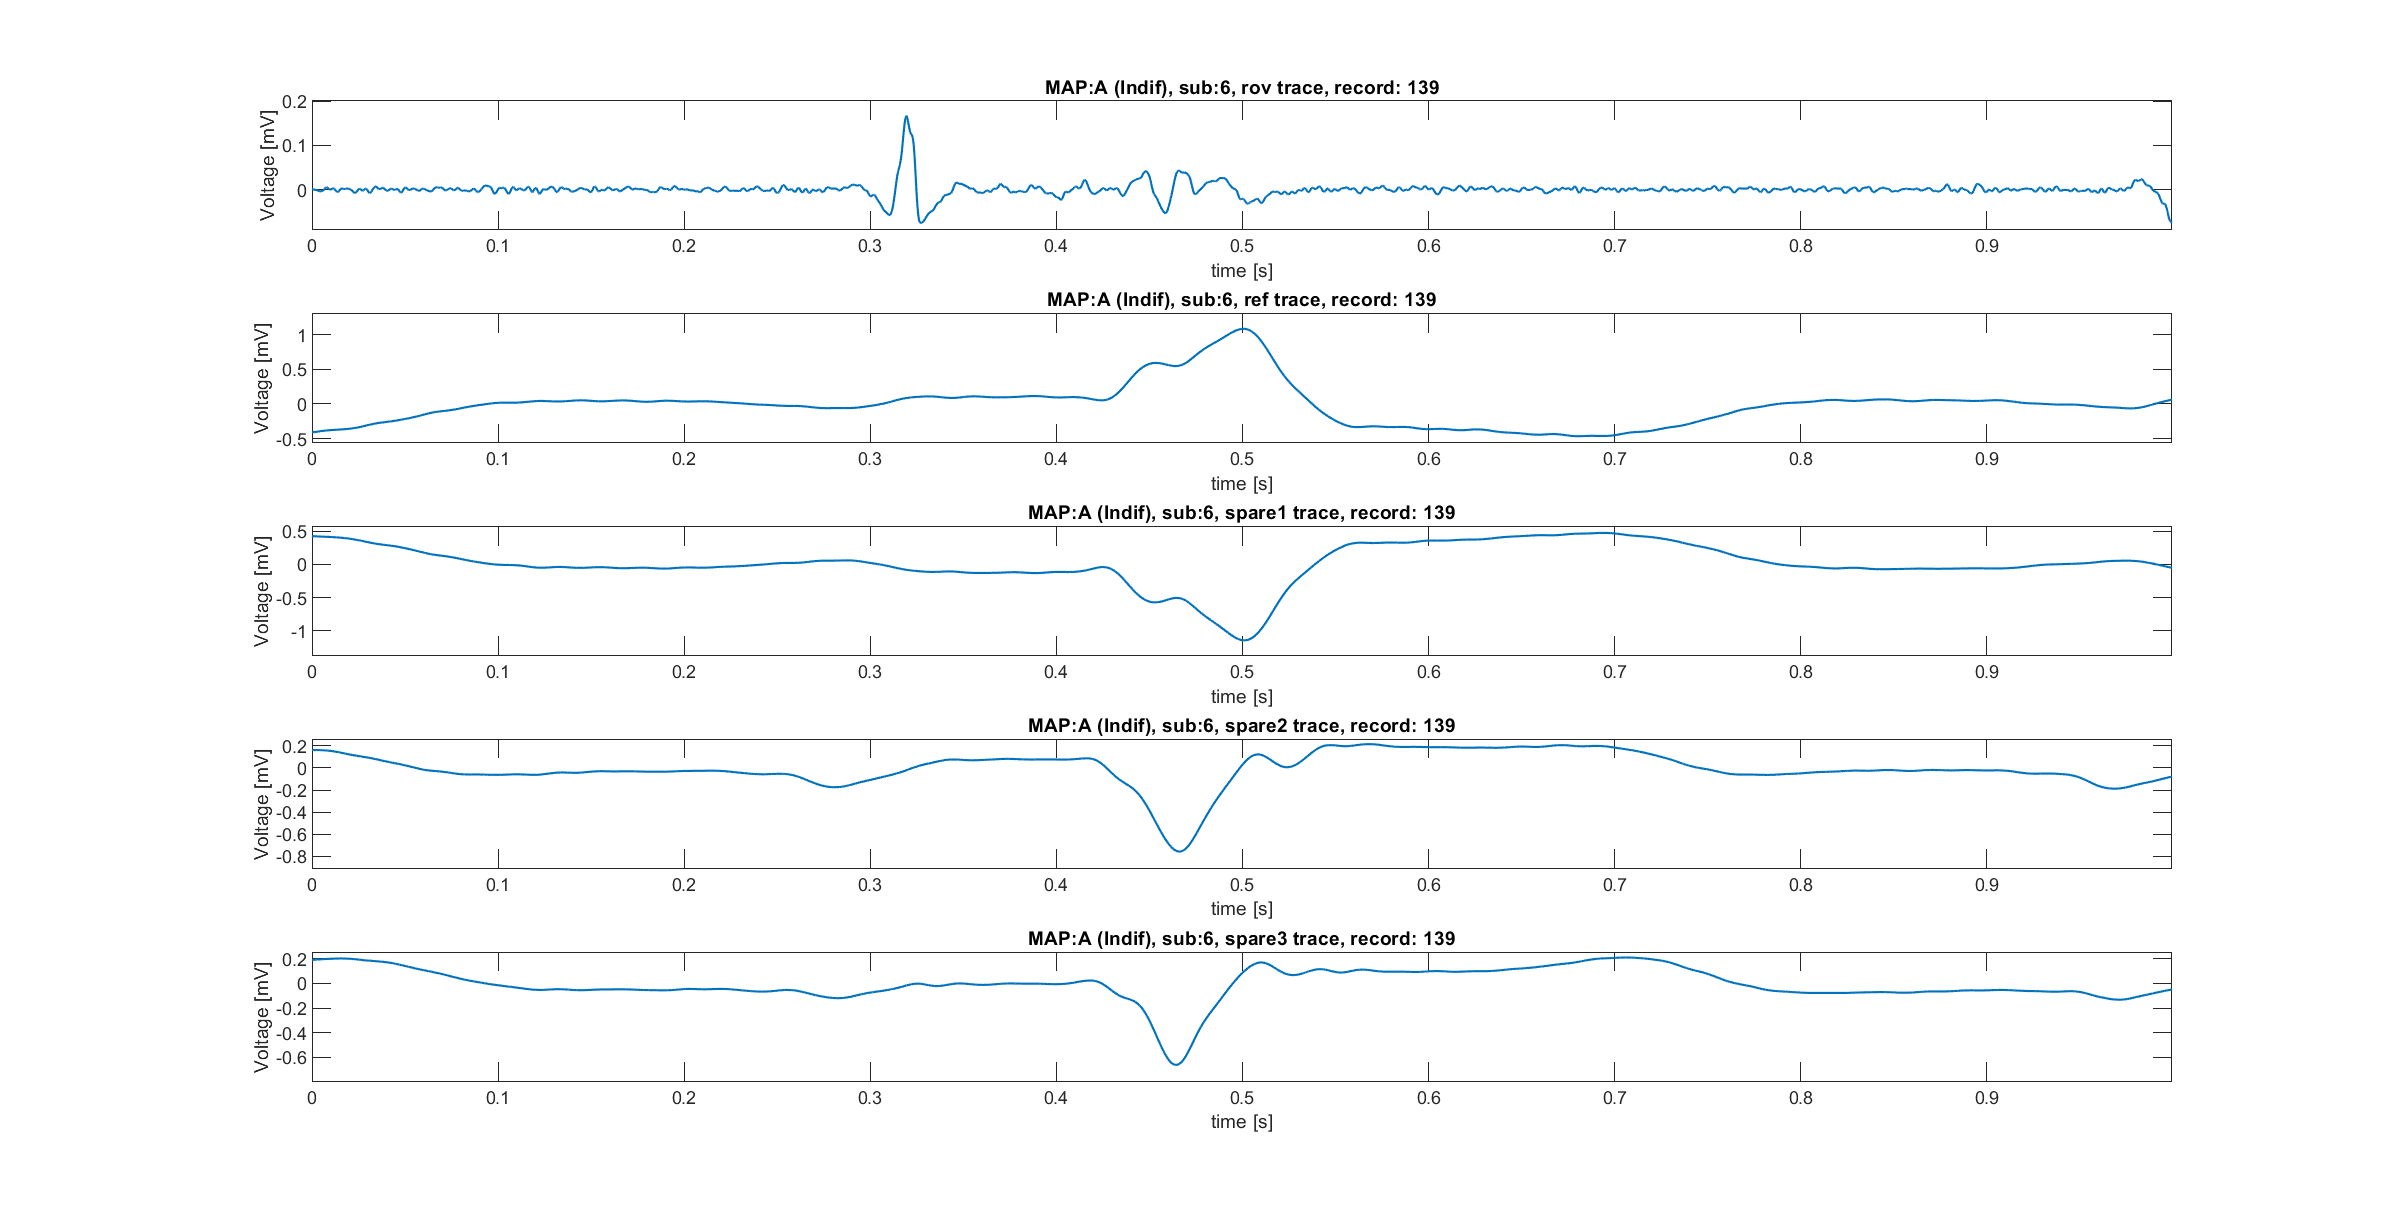 MAP:A (Indif), sub:6, rov trace, record: 139
Voltage [mV]
0.2
0.1
0
0 0.1 0.2 0.3 0.4 0.5 0.6 0.7 0.8 0.9
time [s]
MAP:A (Indif), sub:6, ref trace, record: 139
Voltage [mV]
1
0.5
0
-0.5
0 0.1 0.2 0.3 0.4 0.5 0.6 0.7 0.8 0.9
time [s]
MAP:A (Indif), sub:6, spare1 trace, record: 139
Voltage [mV]
0.5
0
-0.5
-1
0 0.1 0.2 0.3 0.4 0.5 0.6 0.7 0.8 0.9
time [s]
MAP:A (Indif), sub:6, spare2 trace, record: 139
Voltage [mV]
0.2
0
-0.2
-0.4
-0.6
-0.8
0 0.1 0.2 0.3 0.4 0.5 0.6 0.7 0.8 0.9
time [s]
MAP:A (Indif), sub:6, spare3 trace, record: 139
Voltage [mV]
0.2
0
-0.2
-0.4
-0.6
0 0.1 0.2 0.3 0.4 0.5 0.6 0.7 0.8 0.9
time [s]